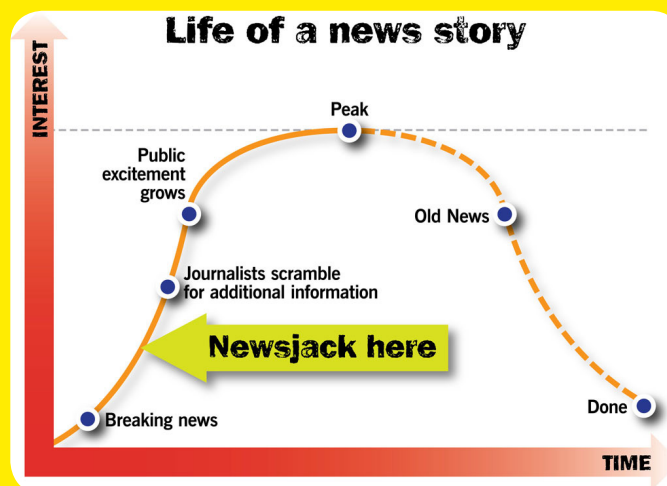 Life of a news story
INTEREST
Peak
Public
excitement
grows
Old News
Journalists scramble
for additional information
Newsjack here
Breaking news
Done
TIME